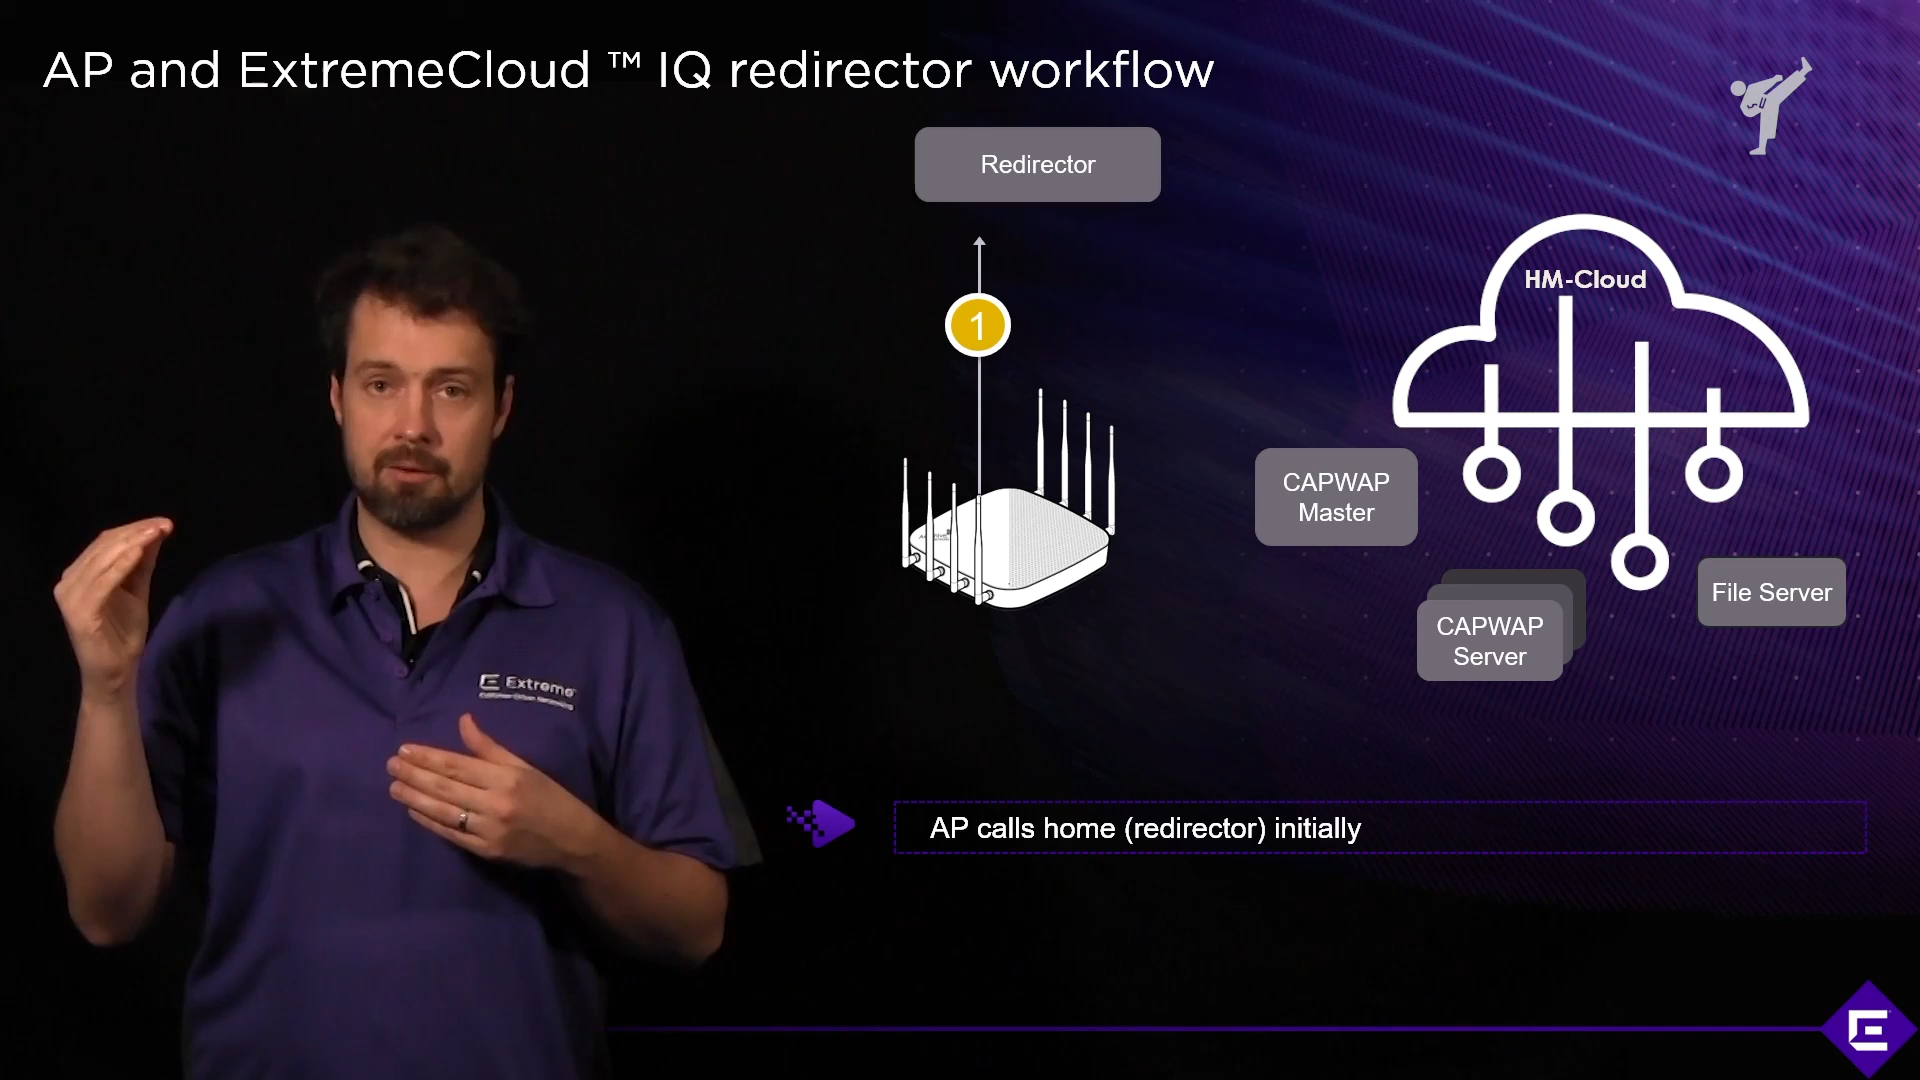 AP and ExtremeCloud ™ IQ redirector workflow
Redirector
HM-Cloud
1
CAPWAP
Master
File Server
CAPWAP
Server
Extreme
AP calls home (redirector) initially